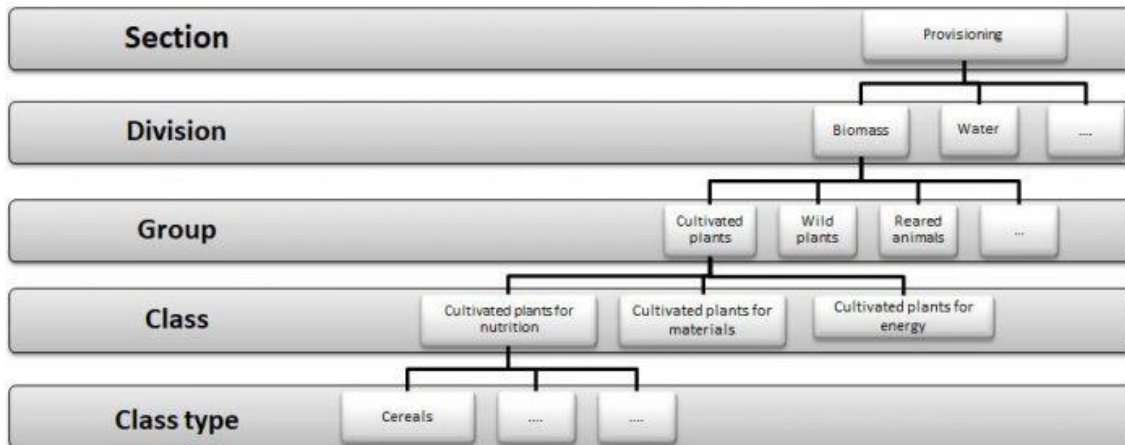 Section
Provisioning
Division
Biomass
Water
....
Group
Cultivated
plants
Wild
plants
Reared
animals
...
Class
Cultivated plants for
nutrition
Cultivated plants for
materials
Cultivated plants for
energy
Class type
Cereals
....
....